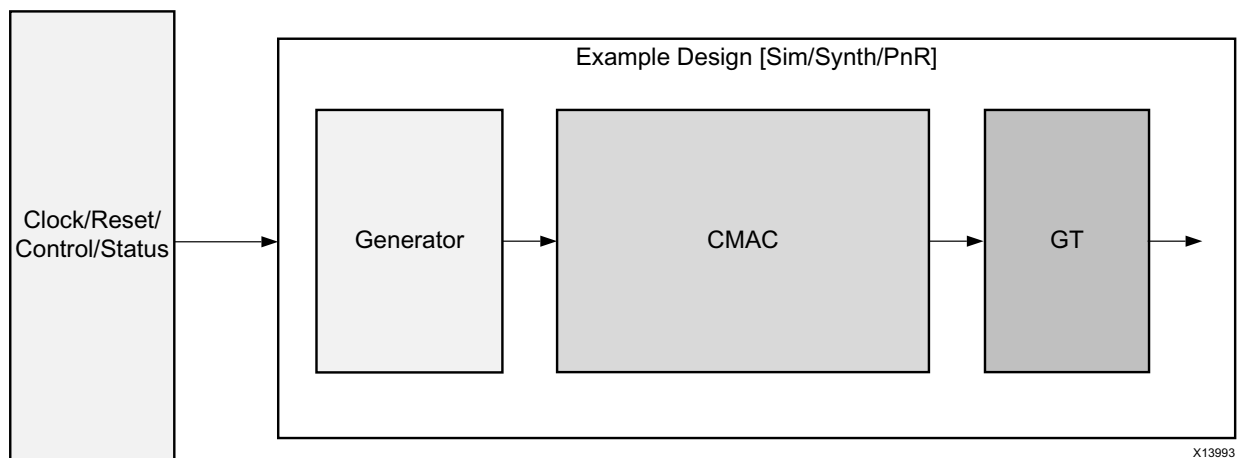 Example Design [Sim/Synth/PnR]
Clock/Reset/
Control/Status
Generator
CMAC
GT
X13993